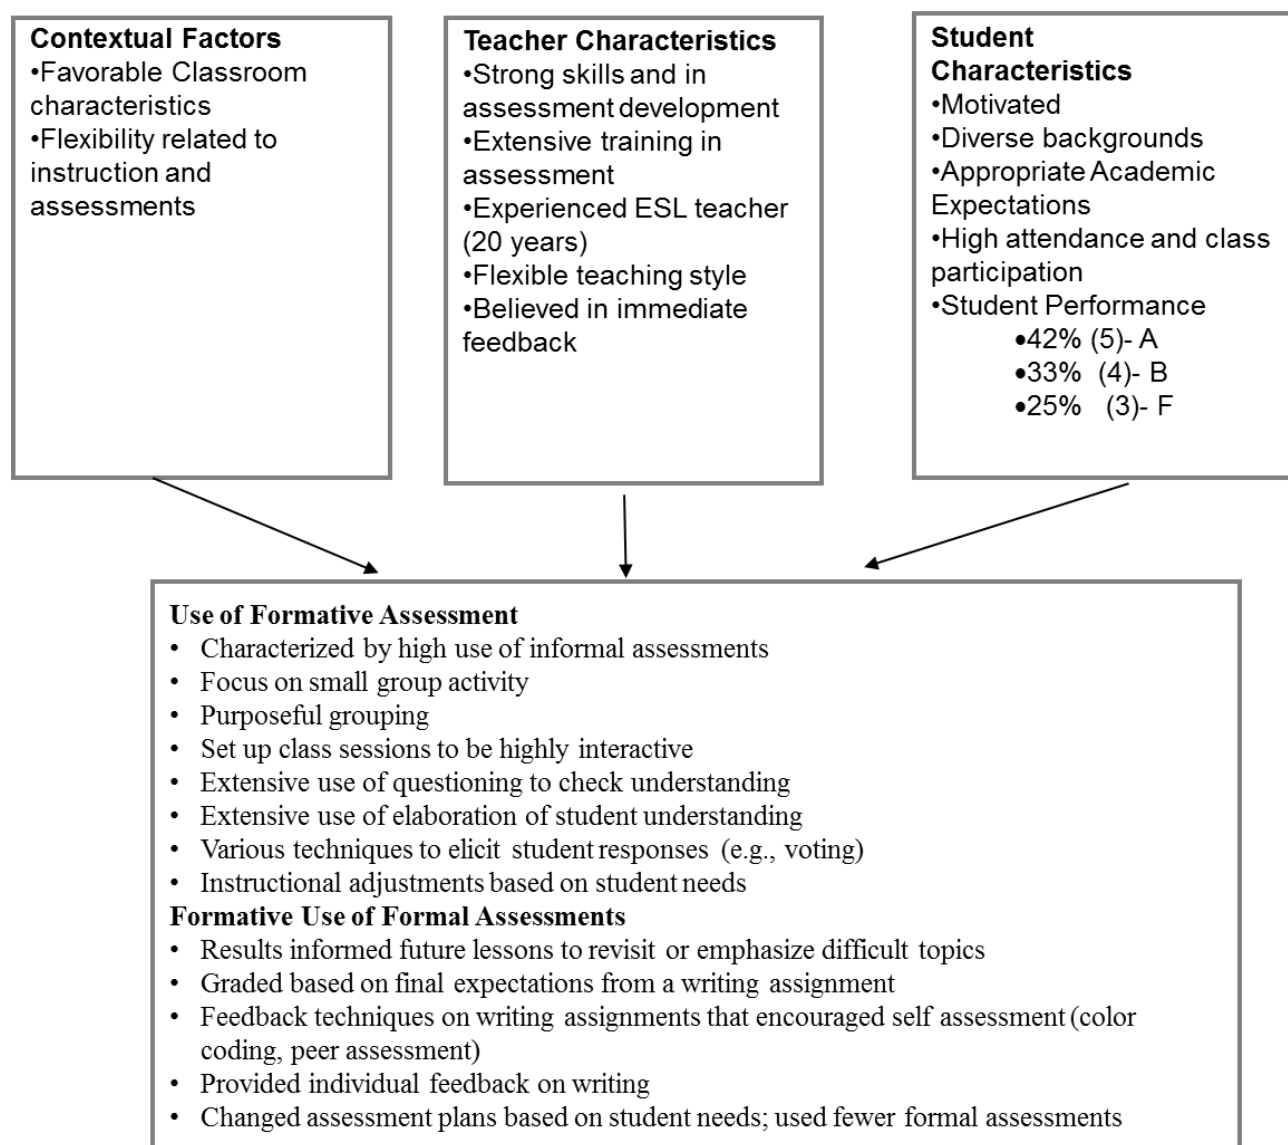 Contextual Factors
•Favorable Classroom
characteristics
•Flexibility related to
instruction and
assessments
Teacher Characteristics
•Strong skills and in
assessment development
•Extensive training in
assessment
•Experienced ESL teacher
(20 years)
•Flexible teaching style
•Believed in immediate
feedback
Student
Characteristics
•Motivated
•Diverse backgrounds
•Appropriate Academic
Expectations
•High attendance and class
participation
•Student Performance
•42% (5)- A
•33% (4)- B
•25% (3)- F
Use of Formative Assessment
• Characterized by high use of informal assessments
• Focus on small group activity
• Purposeful grouping
• Set up class sessions to be highly interactive
• Extensive use of questioning to check understanding
• Extensive use of elaboration of student understanding
• Various techniques to elicit student responses (e.g., voting)
• Instructional adjustments based on student needs
Formative Use of Formal Assessments
• Results informed future lessons to revisit or emphasize difficult topics
• Graded based on final expectations from a writing assignment
• Feedback techniques on writing assignments that encouraged self assessment (color
coding, peer assessment)
• Provided individual feedback on writing
• Changed assessment plans based on student needs; used fewer formal assessments